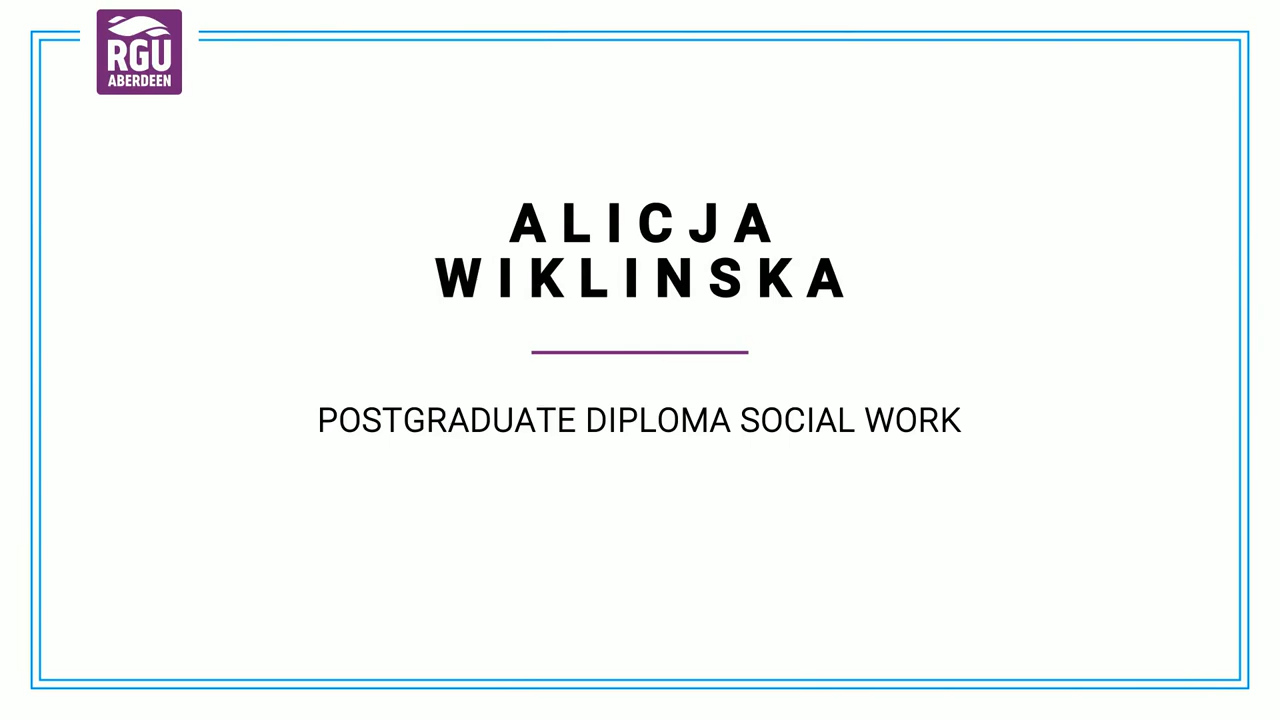 RGU
ABERDEEN
ALICJA
WIKLINSKA
POSTGRADUATE DIPLOMA SOCIAL WORK